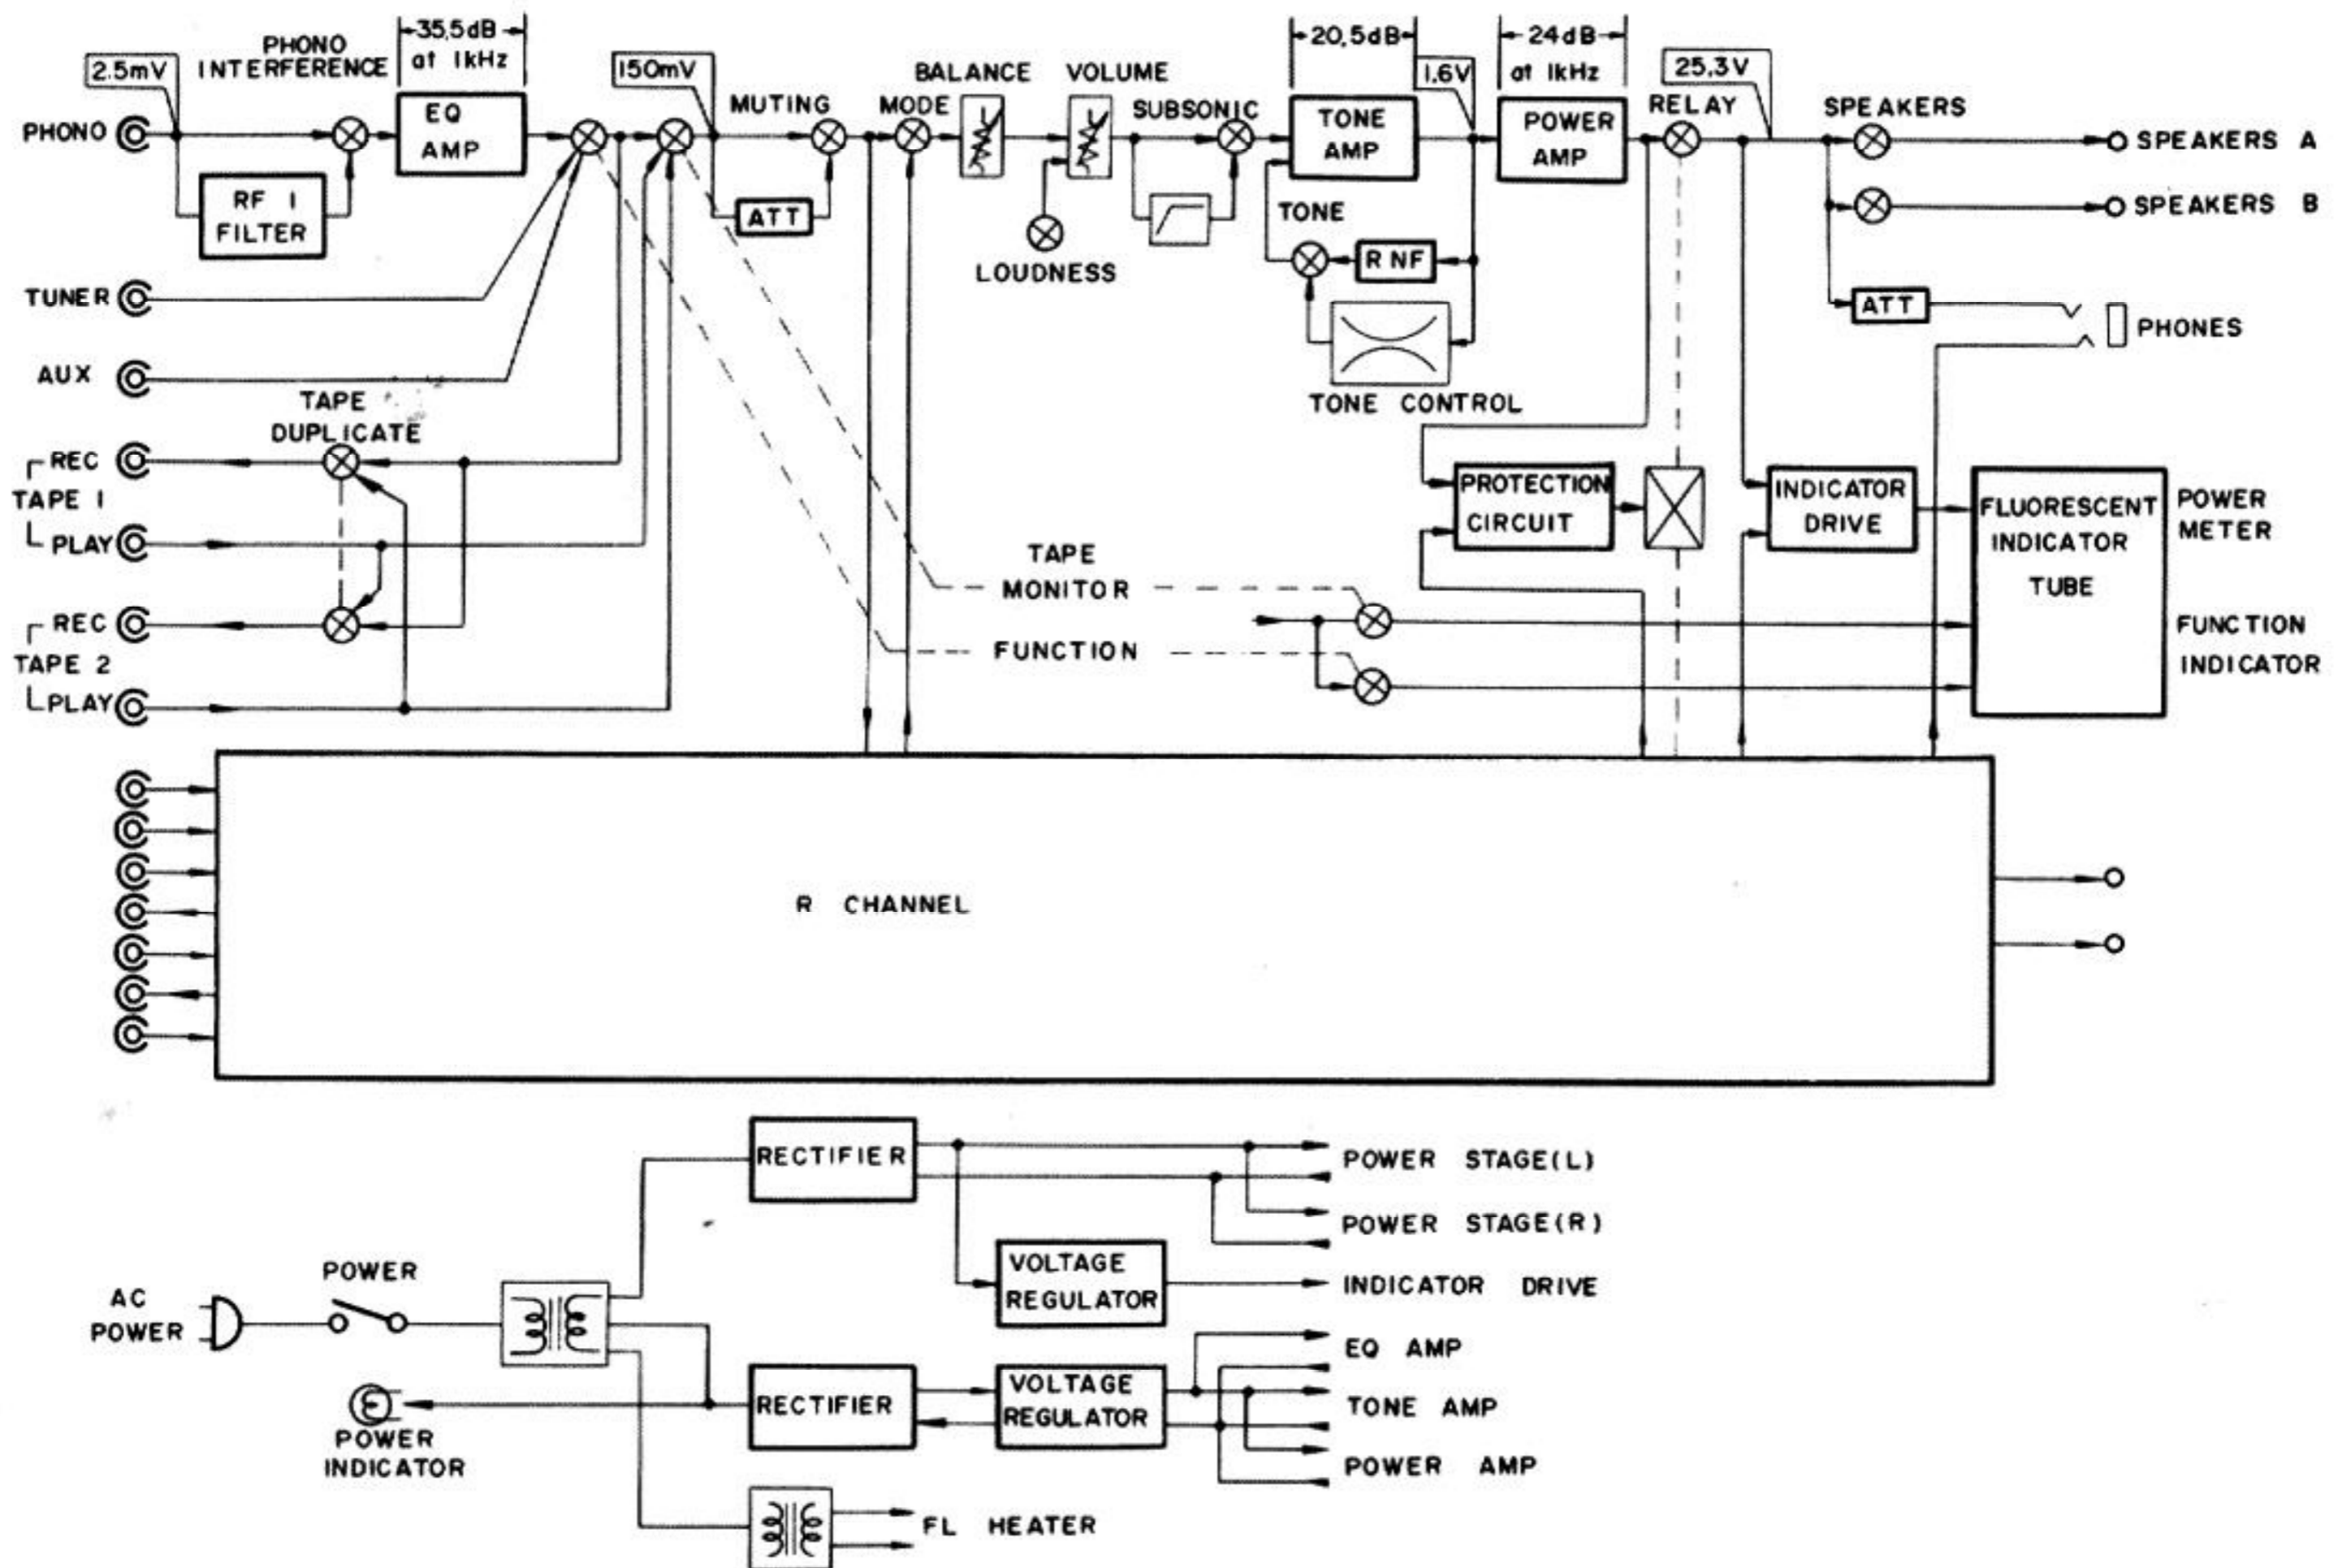 PHONO
INTERFERENCE
35,5dB
at 1kHz
2.5mV
150mV
BALANCE
VOLUME
20,5dB
1,6V
24dB
at 1kHz
25,3V
PHONO
EQ
AMP
MUTING
MODE
SUBSONIC
TONE
AMP
POWER
AMP
RELAY
SPEAKERS
SPEAKERS A
RF I
FILTER
ATT
LOUDNESS
TONE
R NF
SPEAKERS B
TUNER
ATT
PHONES
AUX
TONE CONTROL
TAPE
DUPLICATE
REC
TAPE 1
PLAY
PROTECTION
CIRCUIT
INDICATOR
DRIVE
FLUORESCENT
INDICATOR
TUBE
POWER
METER
TAPE
MONITOR
REC
TAPE 2
PLAY
FUNCTION
FUNCTION
INDICATOR
R CHANNEL
RECTIFIER
POWER STAGE(L)
POWER STAGE(R)
VOLTAGE
REGULATOR
INDICATOR DRIVE
AC
POWER
POWER
EQ AMP
RECTIFIER
VOLTAGE
REGULATOR
TONE AMP
POWER
INDICATOR
POWER AMP
FL HEATER